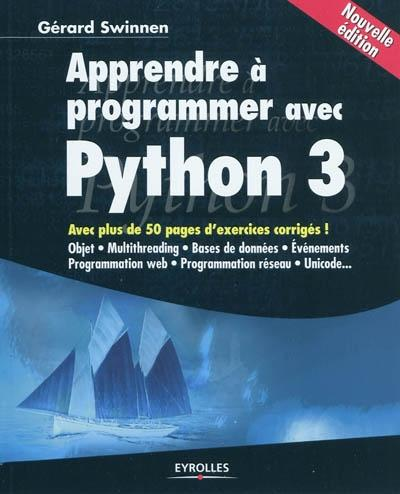 Gérard Swinnen
Nouvelle
édition
Apprendre à
programmer avec
Python 3
Avec plus de 50 pages d'exercices corrigés !
Objet • Multithreading • Bases de données • Événements
Programmation web • Programmation réseau • Unicode...
EYROLLES